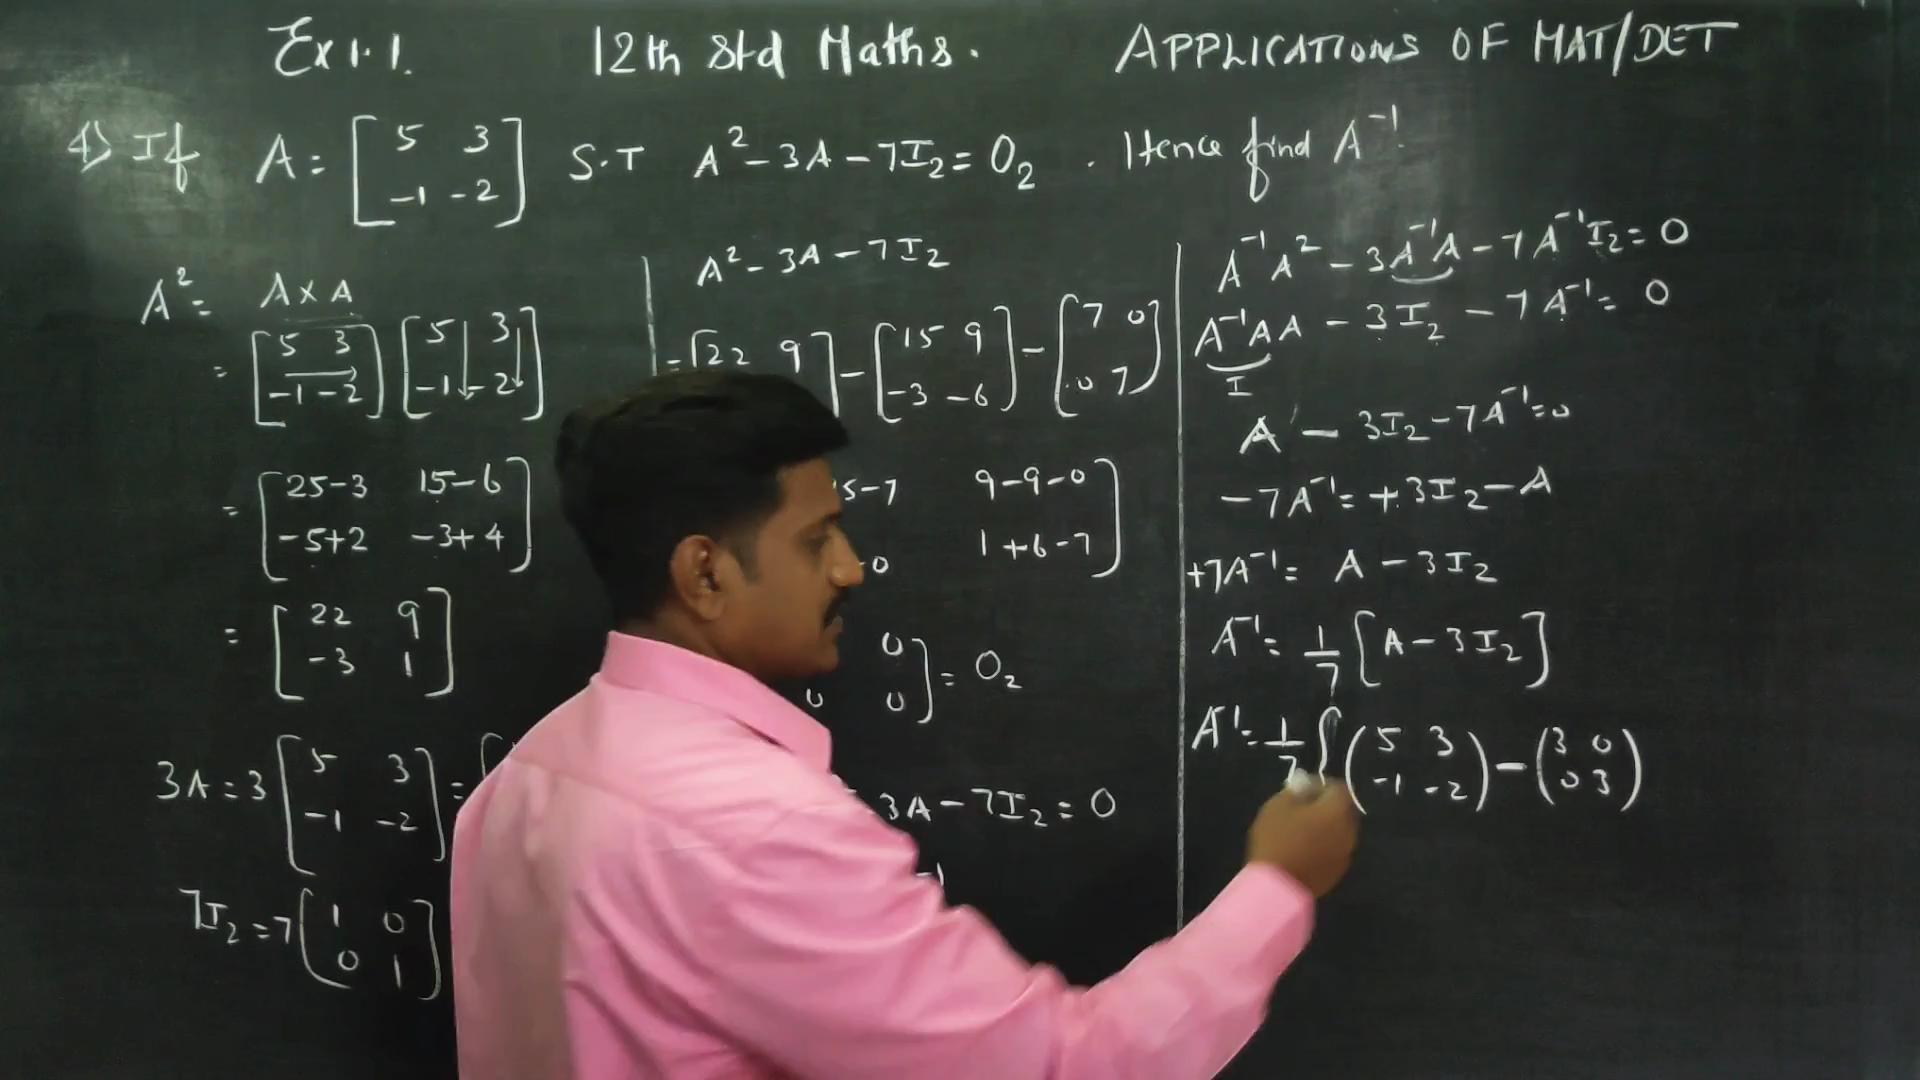 Ex 1.1. 12th Std Maths. APPLICATIONS OF MAT/DET
4) If A = [ 5 3
-1 -2 ] S.T A² - 3A - 7I₂ = O₂ . Hence find A⁻¹.
A² = A × A
= [ 5 3
-1 -2 ] [ 5 3
-1 -2 ]
= [ 25-3 15-6
-5+2 -3+4 ]
= [ 22 9
-3 1 ]
3A = 3 [ 5 3
-1 -2 ] =
7I₂ = 7 ( 1 0
0 1 )
A² - 3A - 7I₂
= [ 22 9 ] - [ 15 9
-3 -6 ] - [ 7 0
0 7 ]
5-7 9-9-0
-0 1+6-7 ]
0
0 0 ] = O₂
3A - 7I₂ = 0
A⁻¹A² - 3A⁻¹A - 7A⁻¹I₂ = 0
A⁻¹AA - 3I₂ - 7A⁻¹ = 0
I
A - 3I₂ - 7A⁻¹ = 0
-7A⁻¹ = +3I₂ - A
+7A⁻¹ = A - 3I₂
A⁻¹ = 1/7 [ A - 3I₂ ]
A⁻¹ = 1/7 { ( 5 3
-1 -2 ) - ( 3 0
0 3 )